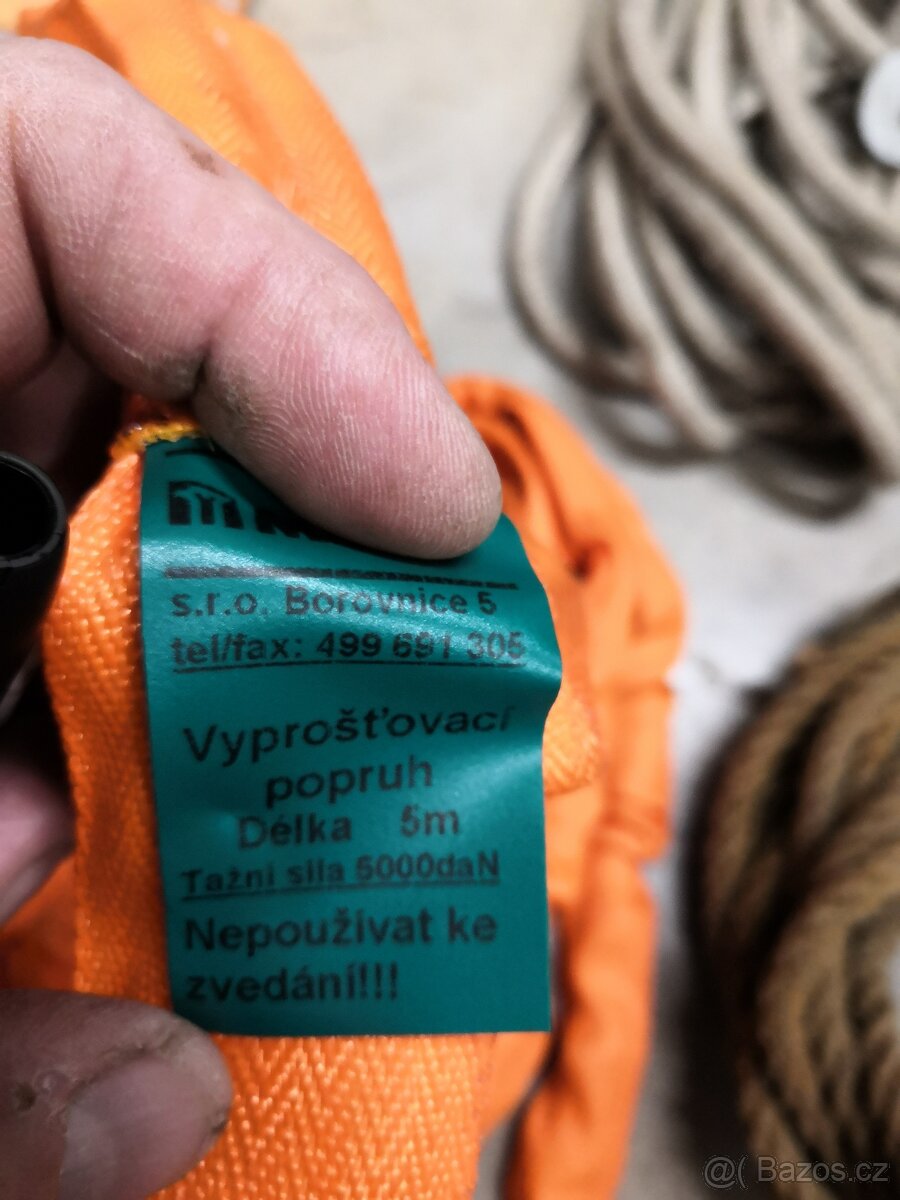 s.r.o. Borovnice 5
tel/fax: 499 691 305
Vyprošťovací
popruh
Délka 5m
Tažní síla 5000daN
Nepoužívat ke
zvedání!!!
@( Bazos.cz